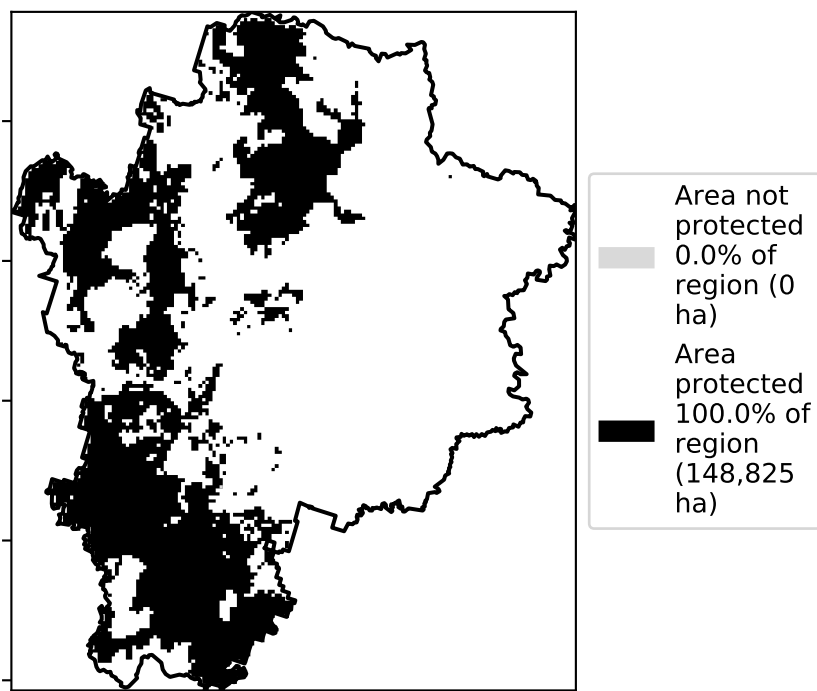 Area not
protected
0.0% of
region (0
ha)
Area
protected
100.0% of
region
(148,825
ha)